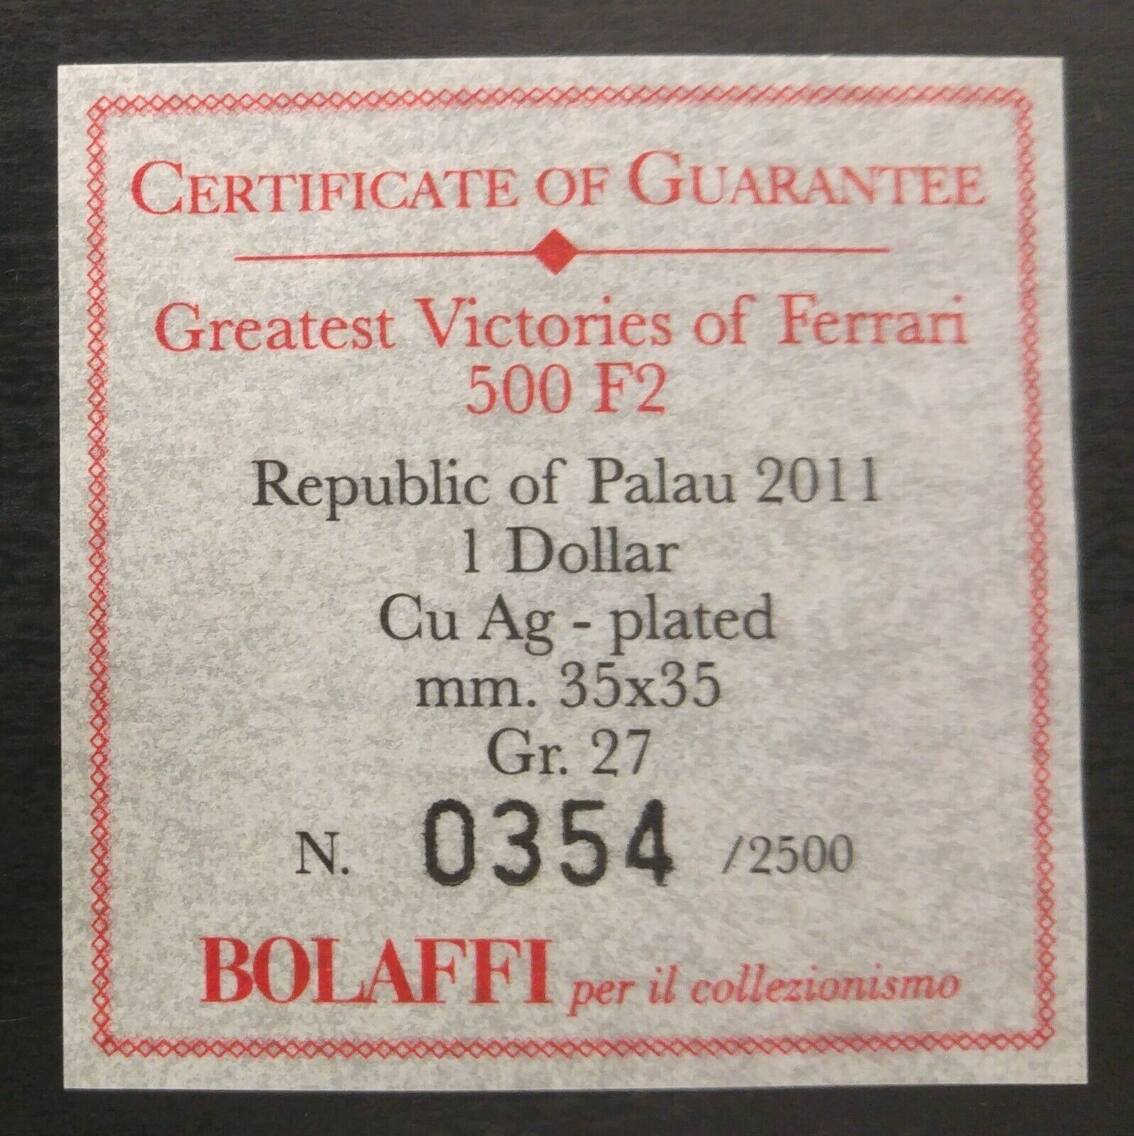 CERTIFICATE OF GUARANTEE
Greatest Victories of Ferrari
500 F2
Republic of Palau 2011
1 Dollar
Cu Ag - plated
mm. 35x35
Gr. 27
N. 0354 /2500
BOLAFFI per il collezionismo